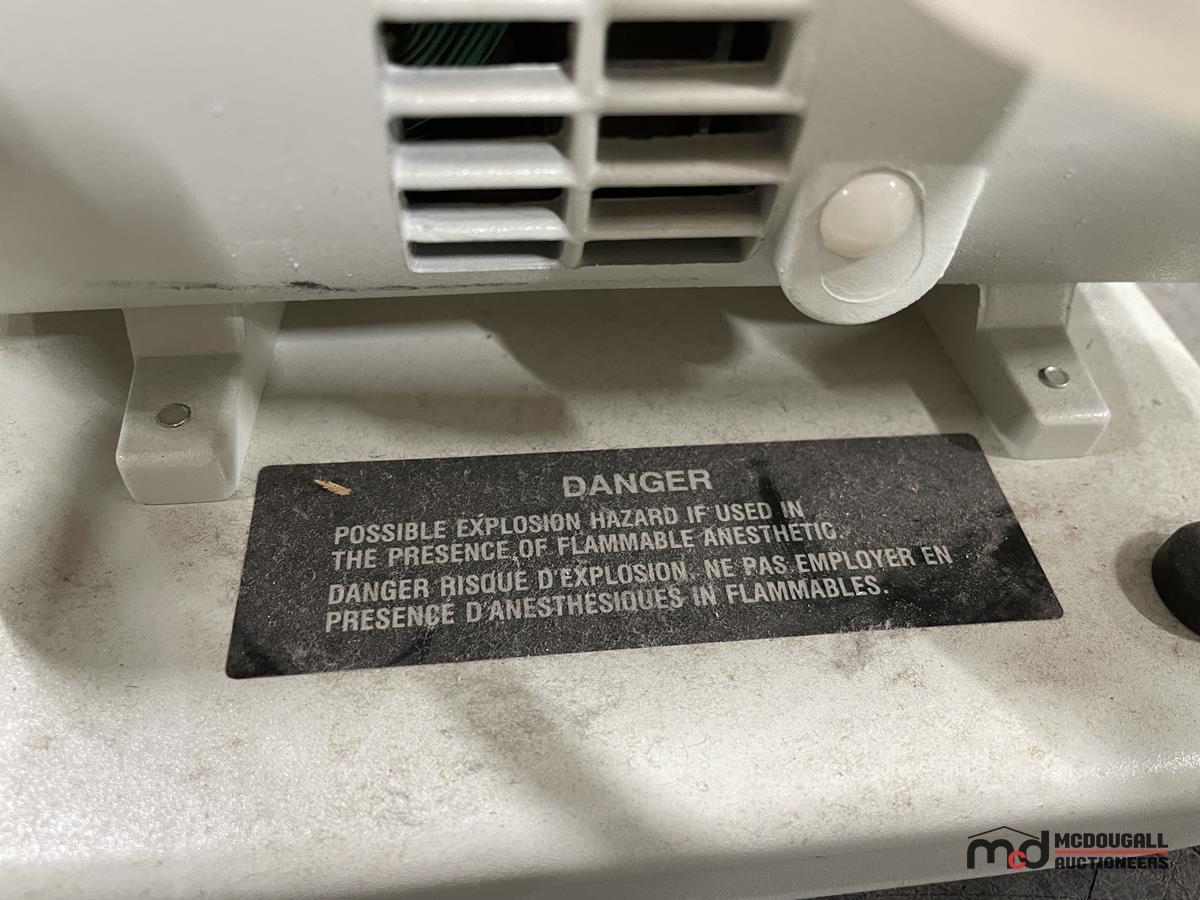 DANGER
POSSIBLE EXPLOSION HAZARD IF USED IN
THE PRESENCE OF FLAMMABLE ANESTHETIC.
DANGER RISQUE D'EXPLOSION. NE PAS EMPLOYER EN
PRESENCE D'ANESTHESIQUES IN FLAMMABLES.
mcd MCDOUGALL
AUCTIONEERS